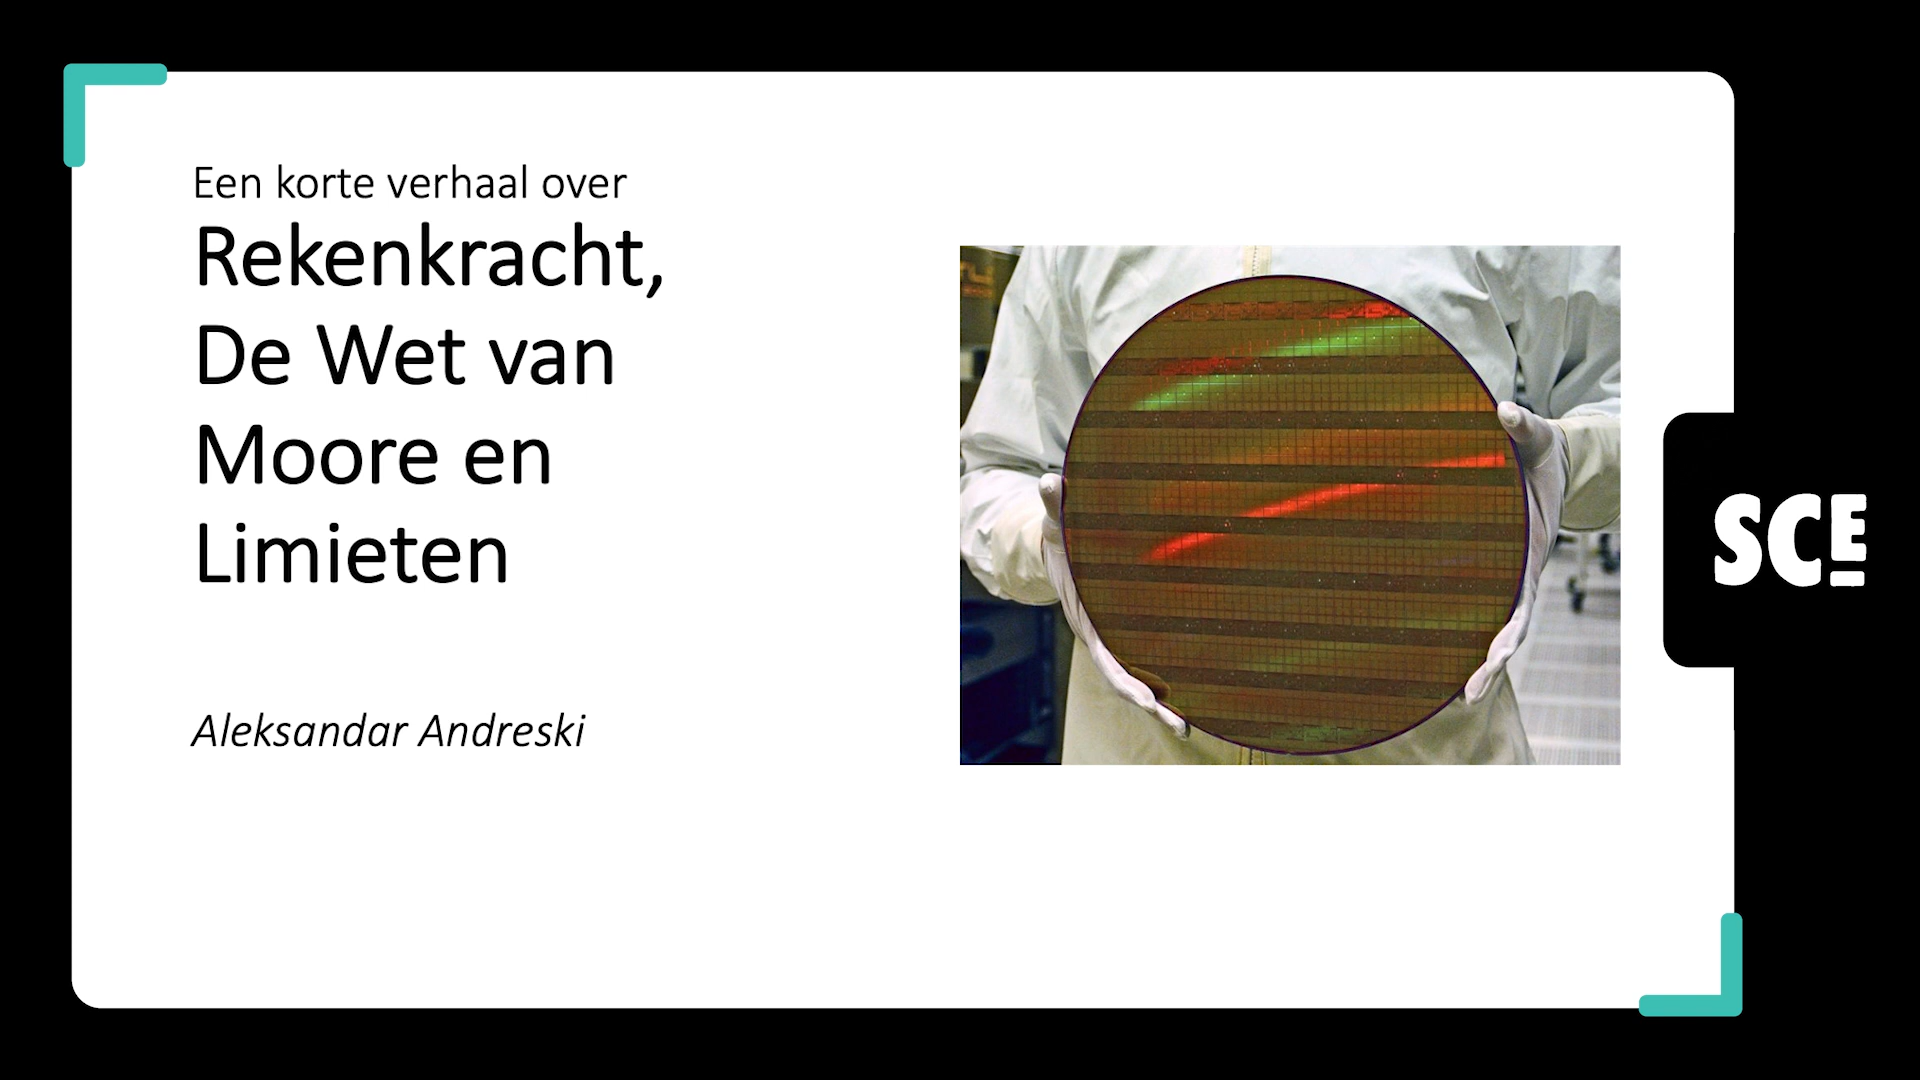 Een korte verhaal over
Rekenkracht,
De Wet van
Moore en
Limieten
Aleksandar Andreski
SCE